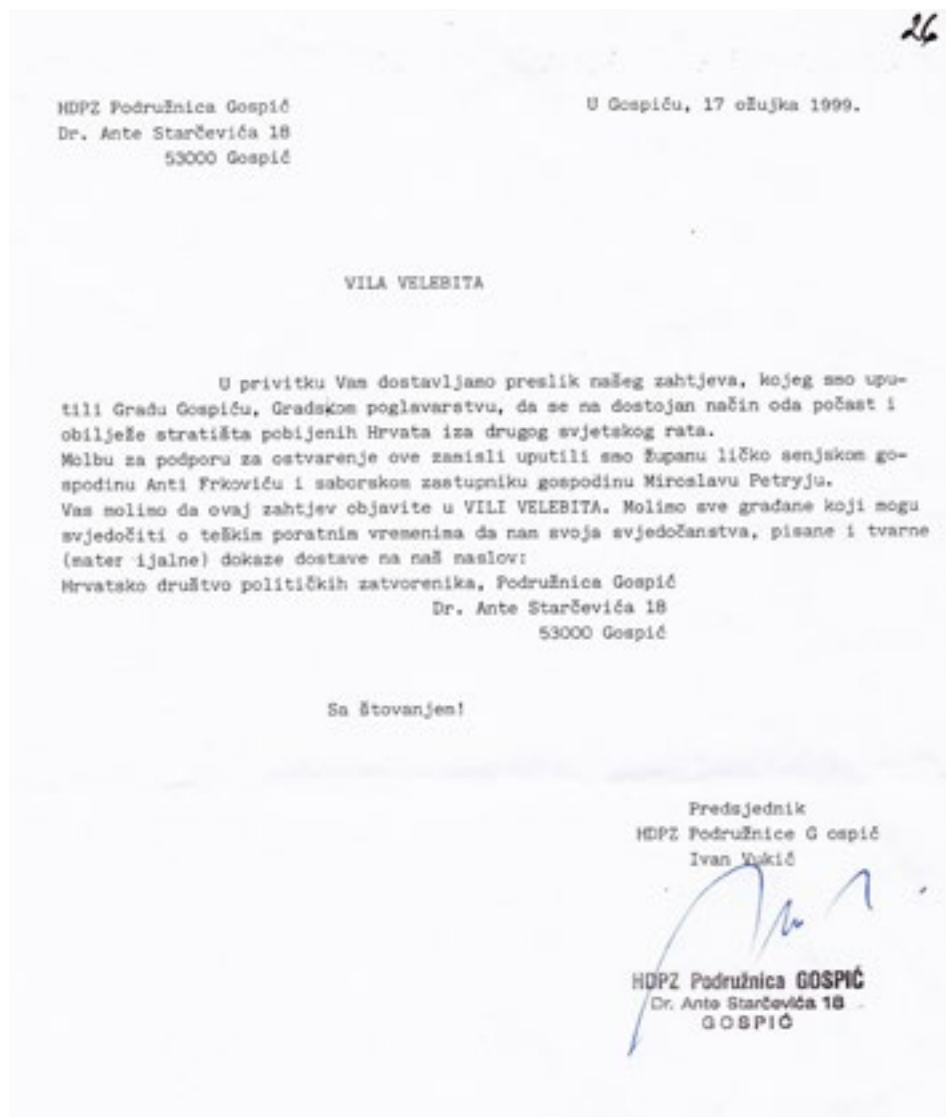 26
HDPZ Podružnica Gospić
U Gospiću, 17 ožujka 1999.
Dr. Ante Starčevića 18
53000 Gospić
VILA VELEBITA
U privitku Vam dostavljamo preslik našeg zahtjeva, kojeg smo upu-
tili Gradu Gospiću, Gradskom poglavarstvu, da se na dostojan način oda počast i
obilježe stratišta pobijenih Hrvata iza drugog svjetskog rata.
Molbu za podporu za ostvarenje ove zamisli uputili smo županu ličko senjskom go-
spodinu Anti Frkoviću i saborskom zastupniku gospodinu Miroslavu Petryju.
Vas molimo da ovaj zahtjev objavite u VILI VELEBITA. Molimo sve građane koji mogu
svjedočiti o teškim poratnim vremenima da nam svoja svjedočanstva, pisane i tvarne
(mater ijalne) dokaze dostave na naš naslov:
Hrvatsko društvo političkih zatvorenika, Podružnica Gospić
Dr. Ante Starčevića 18
53000 Gospić
Sa štovanjem!
Predsjednik
HDPZ Podružnice G ospić
Ivan Vukić
HDPZ Podružnica GOSPIĆ
Dr. Ante Starčevića 18
GOSPIĆ